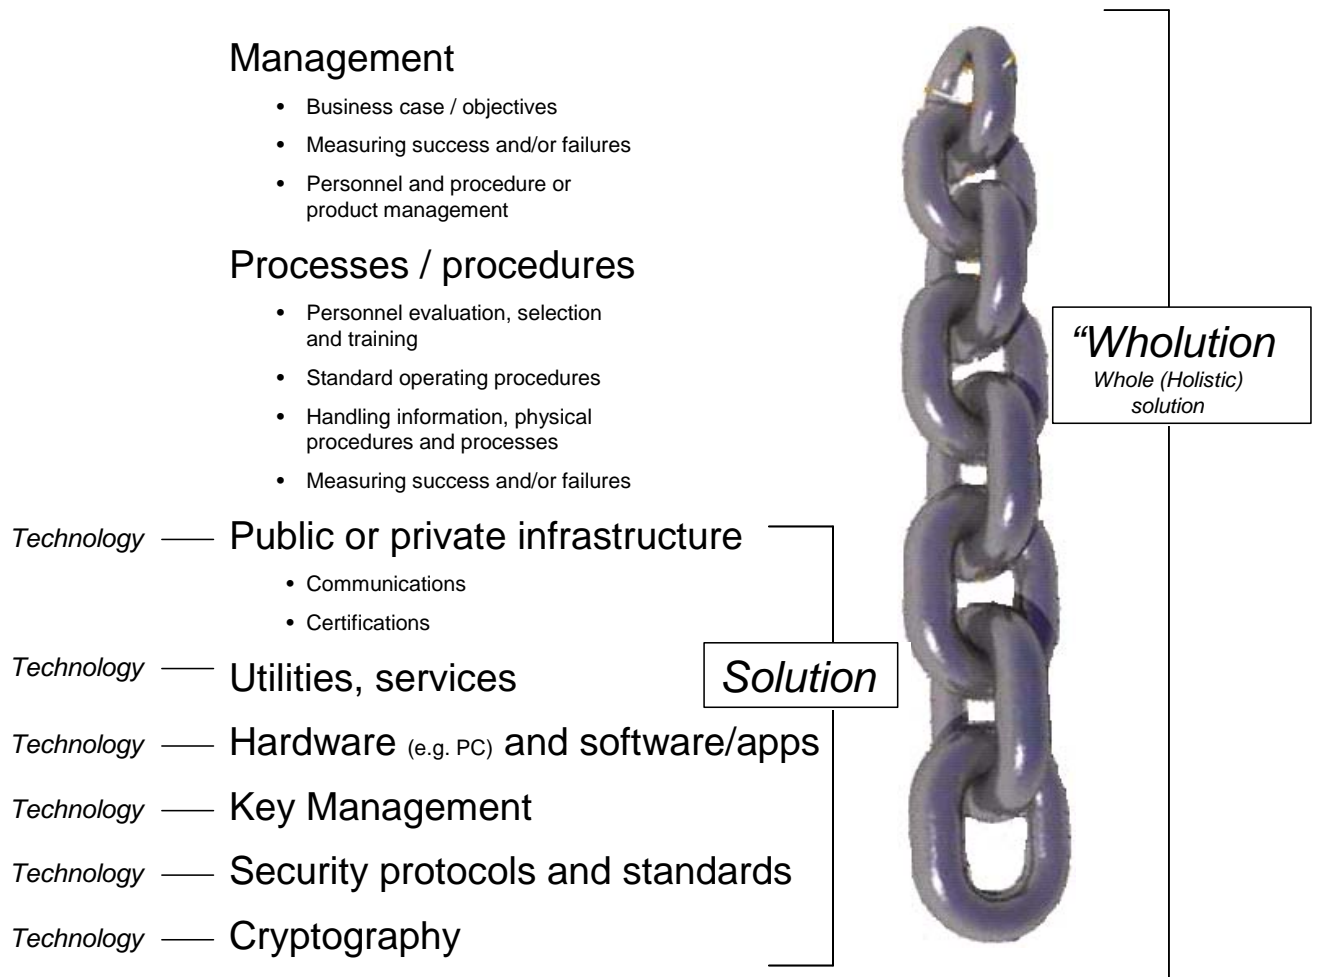 Management
• Business case / objectives
• Measuring success and/or failures
• Personnel and procedure or
product management
Processes / procedures
• Personnel evaluation, selection
and training
• Standard operating procedures
• Handling information, physical
procedures and processes
• Measuring success and/or failures
Technology Public or private infrastructure
• Communications
• Certifications
Technology Utilities, services
Technology Hardware (e.g. PC) and software/apps
Technology Key Management
Technology Security protocols and standards
Technology Cryptography
Solution
“Wholution
Whole (Holistic)
solution